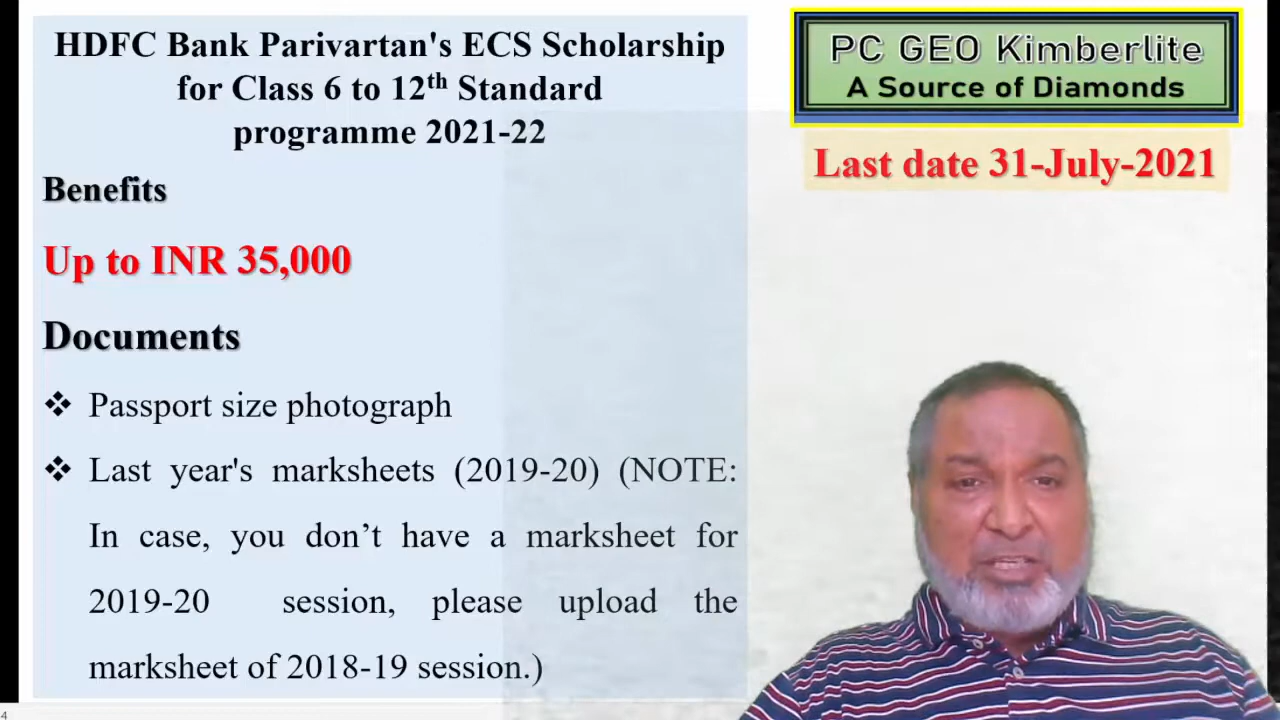 HDFC Bank Parivartan's ECS Scholarship
for Class 6 to 12th Standard
programme 2021-22
Benefits
Up to INR 35,000
Documents
❖ Passport size photograph
❖ Last year's marksheets (2019-20) (NOTE:
In case, you don’t have a marksheet for
2019-20 session, please upload the
marksheet of 2018-19 session.)
PC GEO Kimberlite
A Source of Diamonds
Last date 31-July-2021
4